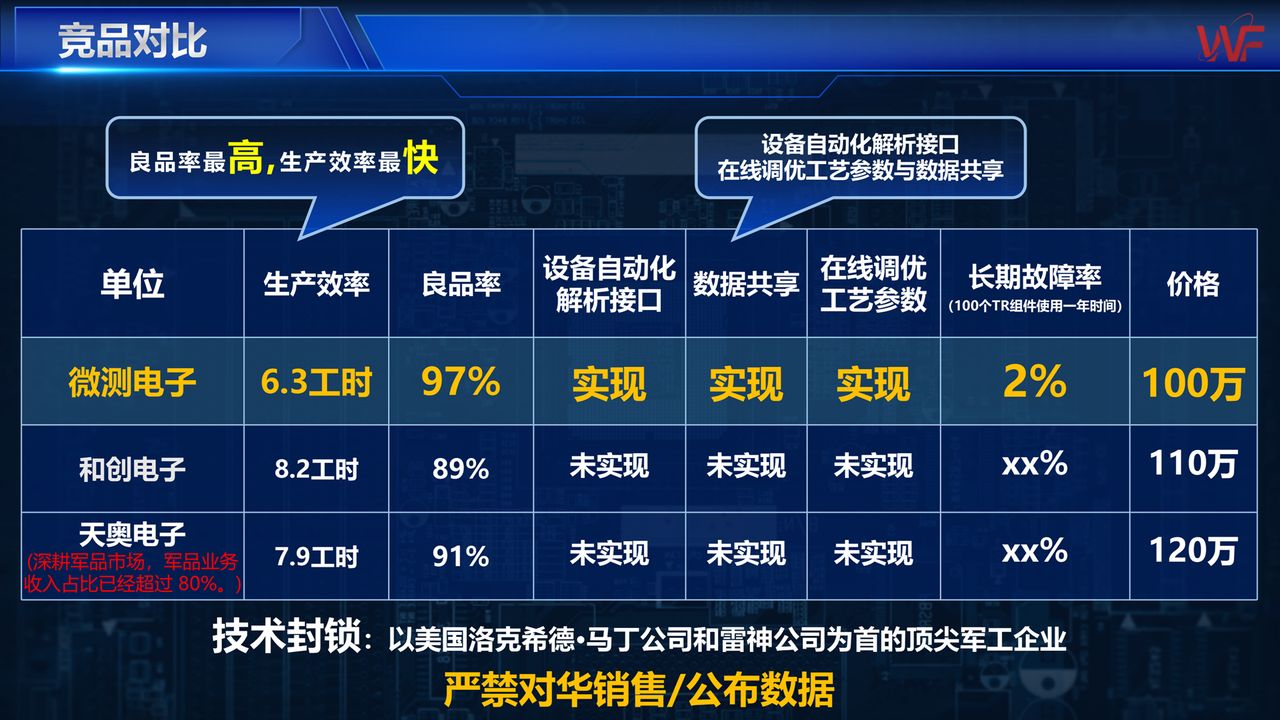 竞品对比
WF
良品率最高,生产效率最快
设备自动化解析接口
在线调优工艺参数与数据共享
单位
生产效率
良品率
设备自动化
解析接口
数据共享
在线调优
工艺参数
长期故障率
(100个TR组件使用一年时间)
价格
微测电子
6.3工时
97%
实现
实现
实现
2%
100万
和创电子
8.2工时
89%
未实现
未实现
未实现
xx%
110万
天奥电子
(深耕军品市场，军品业务
收入占比已经超过 80%。)
7.9工时
91%
未实现
未实现
未实现
xx%
120万
技术封锁：以美国洛克希德·马丁公司和雷神公司为首的顶尖军工企业
严禁对华销售/公布数据